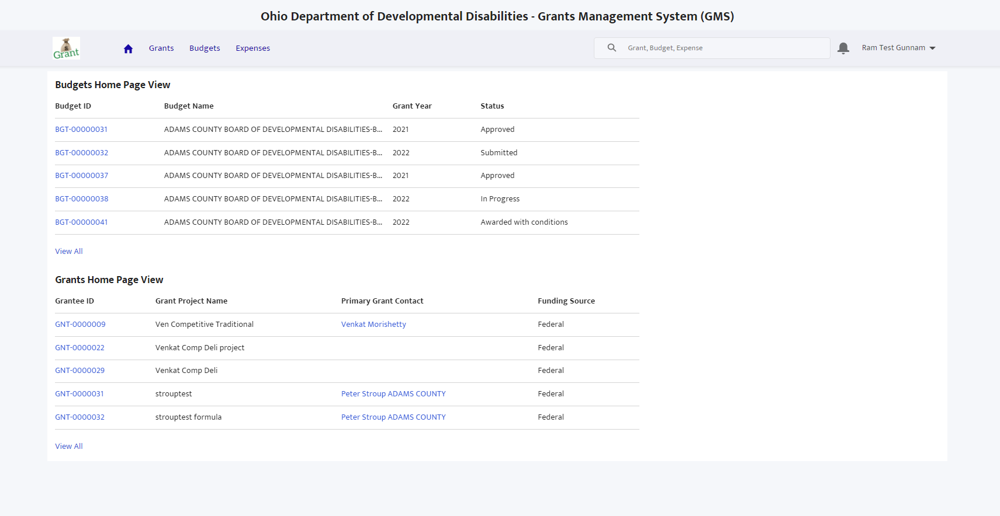 Ohio Department of Developmental Disabilities - Grants Management System (GMS)
Grant
Grants Budgets Expenses
Grant, Budget, Expense
Ram Test Gunnam
Budgets Home Page View
Budget ID Budget Name Grant Year Status
BGT-00000031 ADAMS COUNTY BOARD OF DEVELOPMENTAL DISABILITIES-B... 2021 Approved
BGT-00000032 ADAMS COUNTY BOARD OF DEVELOPMENTAL DISABILITIES-B... 2022 Submitted
BGT-00000037 ADAMS COUNTY BOARD OF DEVELOPMENTAL DISABILITIES-B... 2021 Approved
BGT-00000038 ADAMS COUNTY BOARD OF DEVELOPMENTAL DISABILITIES-B... 2022 In Progress
BGT-00000041 ADAMS COUNTY BOARD OF DEVELOPMENTAL DISABILITIES-B... 2022 Awarded with conditions
View All
Grants Home Page View
Grantee ID Grant Project Name Primary Grant Contact Funding Source
GNT-0000009 Ven Competitive Traditional Venkat Morishetty Federal
GNT-0000022 Venkat Comp Deli project Federal
GNT-0000029 Venkat Comp Deli Federal
GNT-0000031 strouptest Peter Stroup ADAMS COUNTY Federal
GNT-0000032 strouptest formula Peter Stroup ADAMS COUNTY Federal
View All